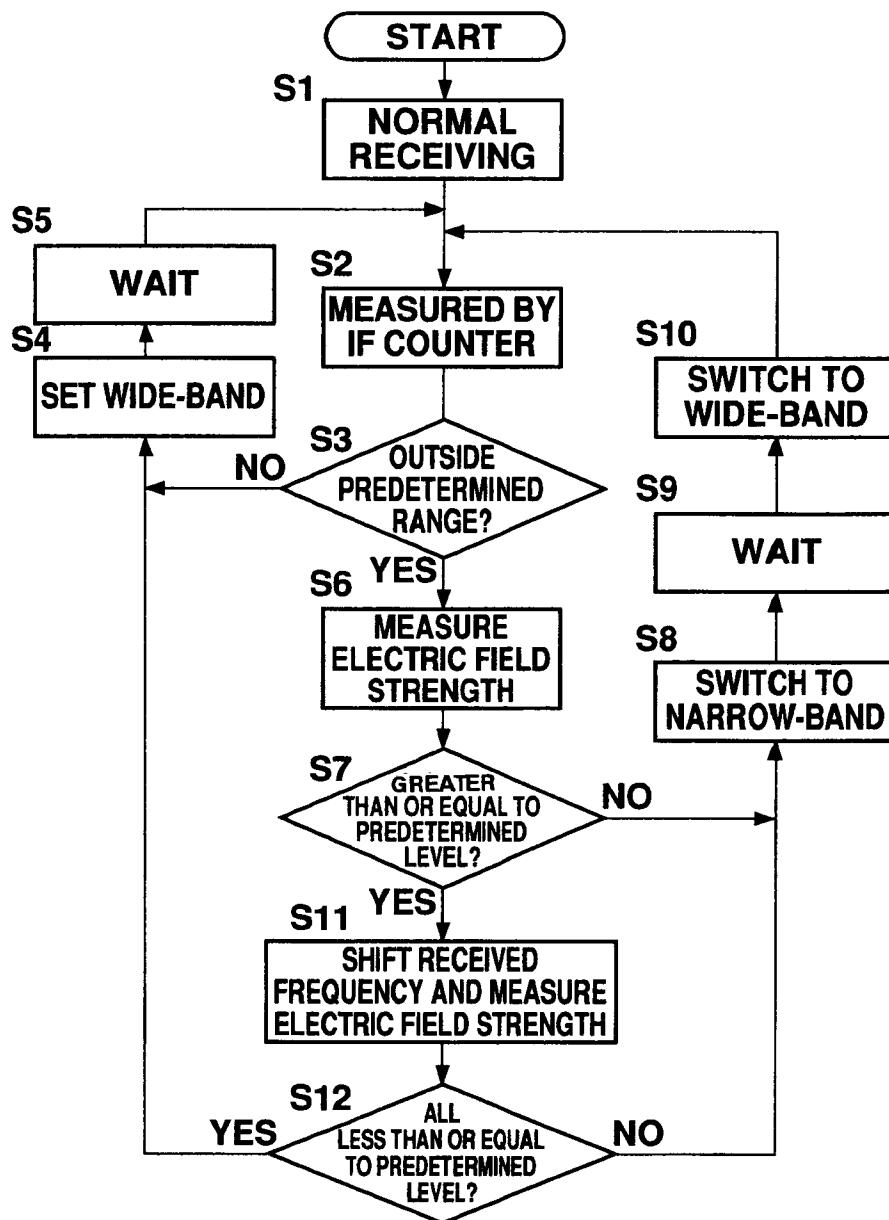 START
S1
NORMAL
RECEIVING
S5
WAIT
S2
MEASURED BY
IF COUNTER
S4
SET WIDE-BAND
S10
SWITCH TO
WIDE-BAND
S3
OUTSIDE
PREDETERMINED
RANGE?
NO
YES
S9
WAIT
S6
MEASURE
ELECTRIC FIELD
STRENGTH
S8
SWITCH TO
NARROW-BAND
S7
GREATER
THAN OR EQUAL TO
PREDETERMINED
LEVEL?
NO
YES
S11
SHIFT RECEIVED
FREQUENCY AND MEASURE
ELECTRIC FIELD STRENGTH
S12
ALL
LESS THAN OR EQUAL
TO PREDETERMINED
LEVEL?
YES
NO